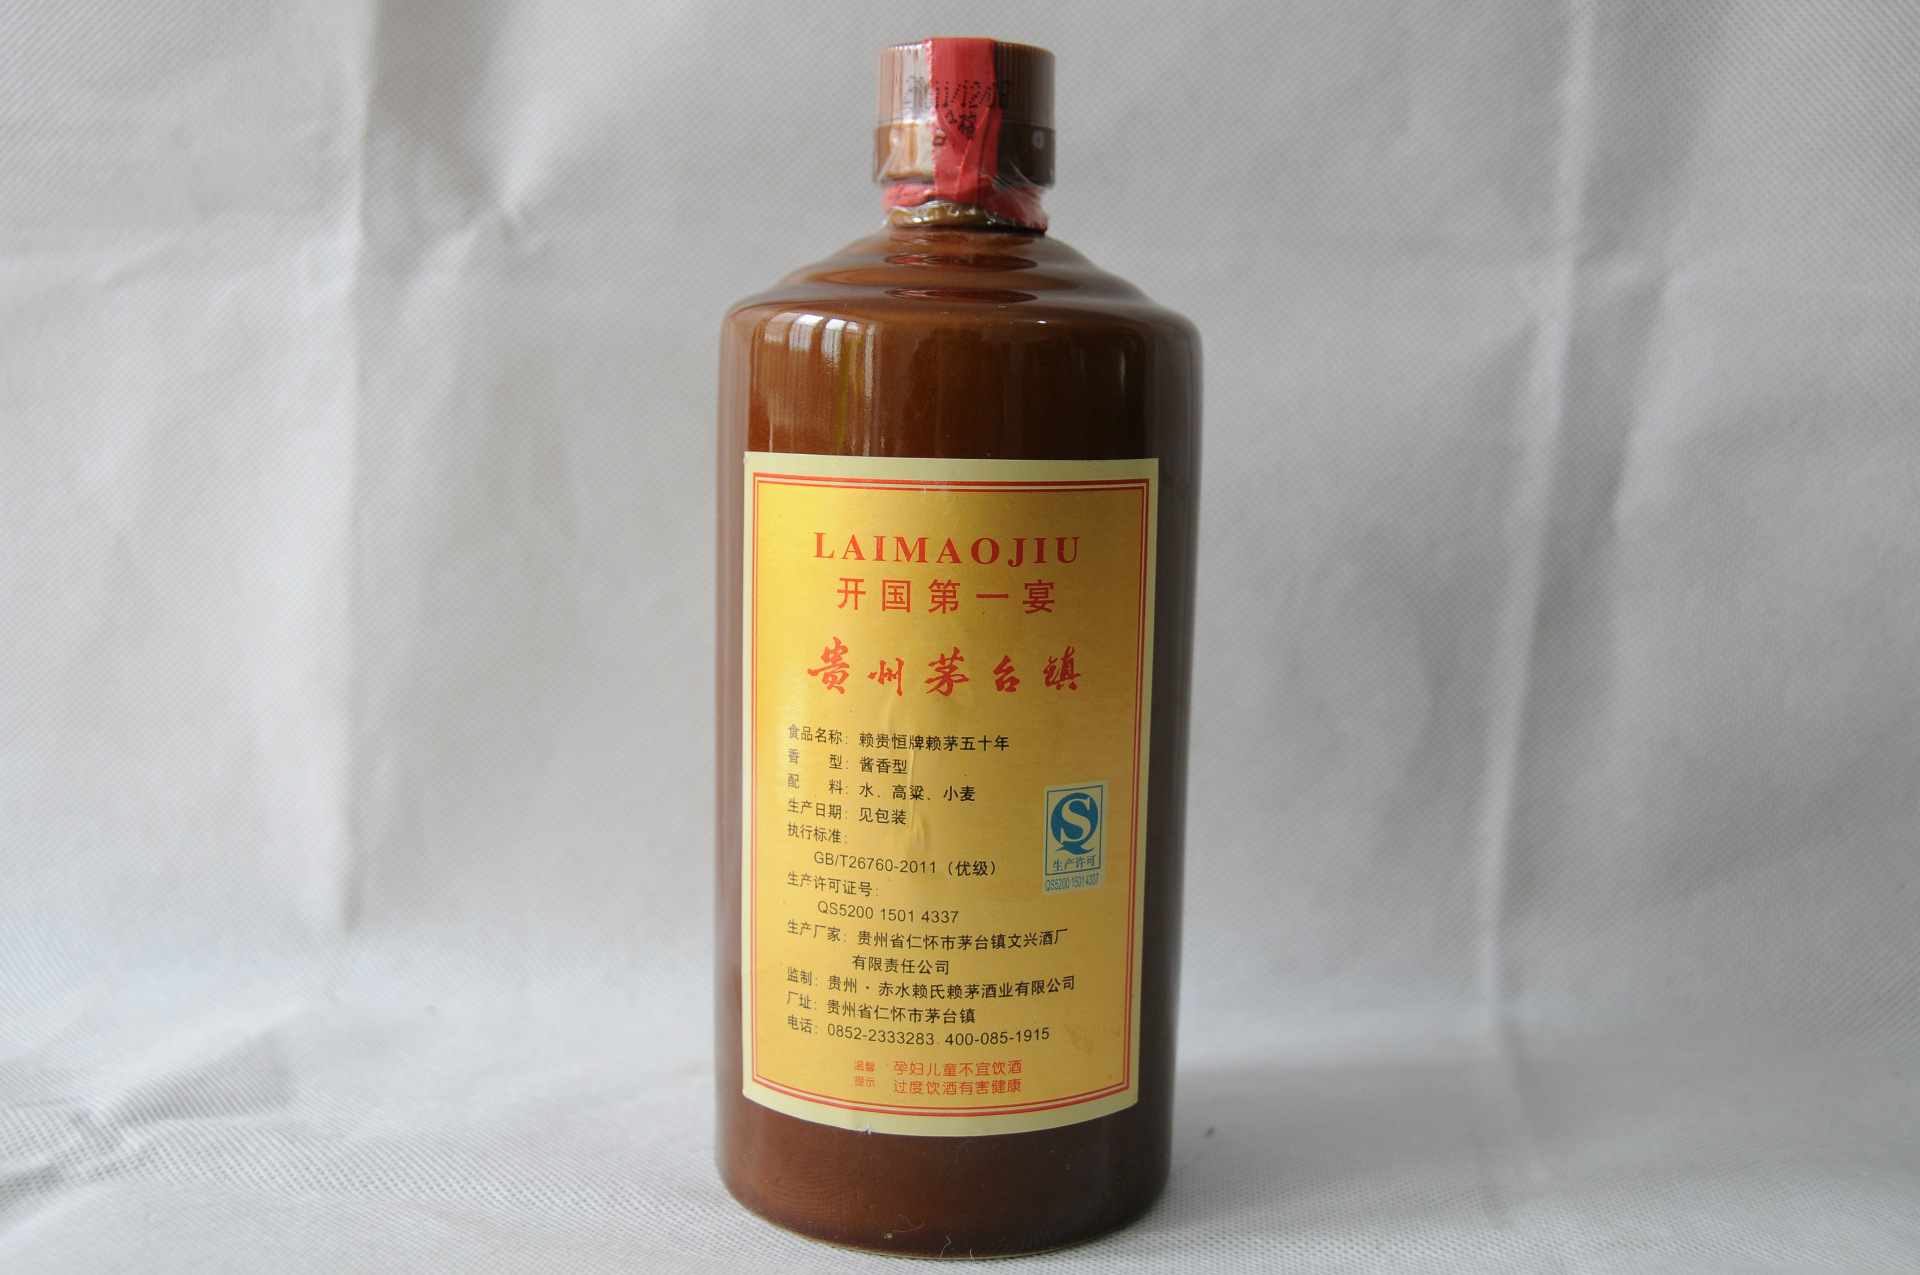 合格
LAIMAOJIU
开国第一宴
贵州茅台镇
食品名称：赖贵恒牌赖茅五十年
香 型：酱香型
配 料：水、高粱、小麦
生产日期：见包装
执行标准：
GB/T26760-2011（优级）
生产许可证号：
QS5200 1501 4337
生产厂家：贵州省仁怀市茅台镇文兴酒厂
有限责任公司
监制：贵州·赤水赖氏赖茅酒业有限公司
厂址：贵州省仁怀市茅台镇
电话：0852-2333283 400-085-1915
温馨 孕妇儿童不宜饮酒
提示 过度饮酒有害健康
QS
生产许可
QS5200 1501 4337